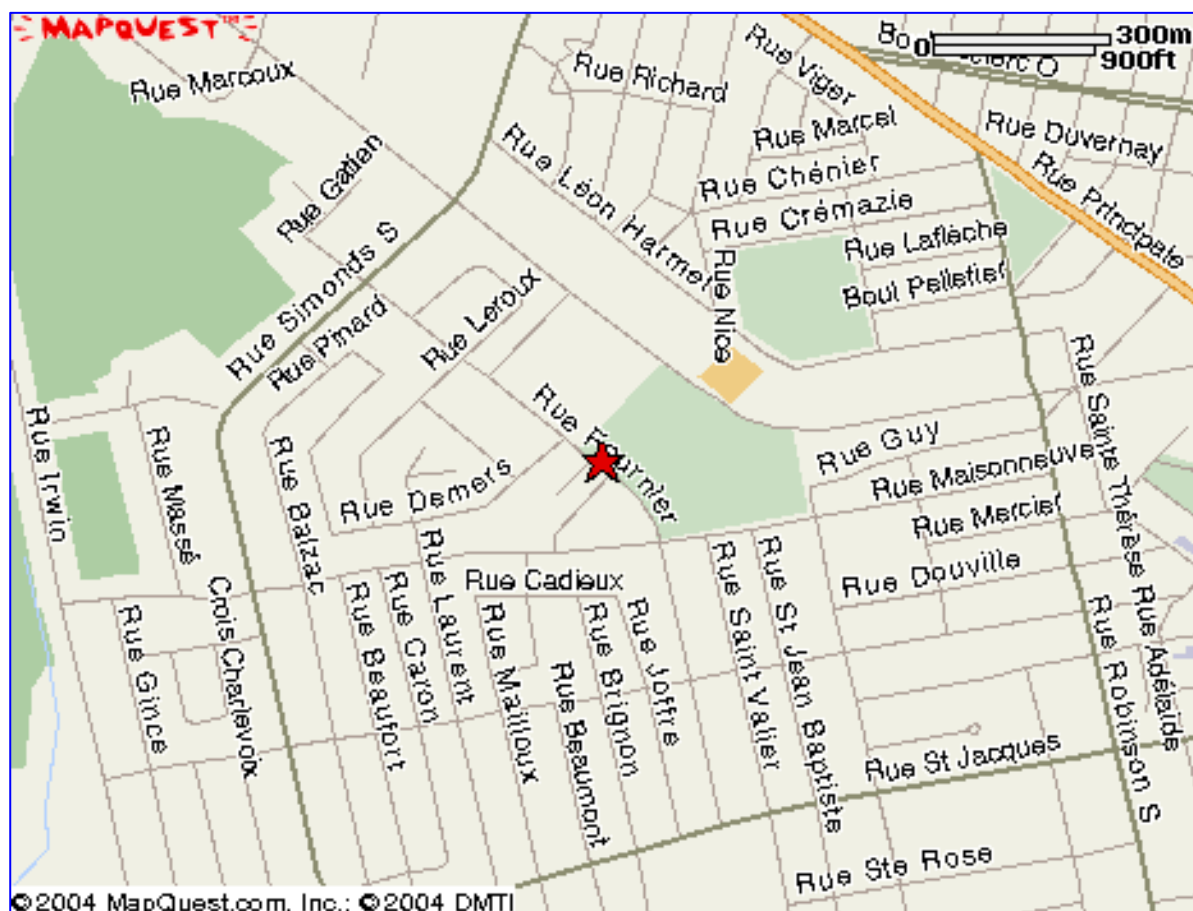 MAPQUEST
Rue Marcoux
Rue Richard
Rue Viger
0
300m
900ft
Rue Marcel
Rue Duvernay
Rue Gatien
Rue Léon Harmel
Rue Chénier
Rue Crémazie
Rue Principale
Rue Simonds S
Rue Laflèche
Boul Pelletier
Rue Pinard
Rue Leroux
Rue Nice
Rue Fournier
Rue Guy
Rue Sainte Thérèse
Rue Irwin
Rue Massé
Rue Balzac
Rue Demers
Rue Maisonneuve
Rue Mercier
Rue Douville
Rue Cadieux
Rue Gince
Crois Charlevoix
Rue Beaufort
Rue Caron
Rue Laurent
Rue Mailloux
Rue Beaumont
Rue Brignon
Rue Joffre
Rue Saint Valier
Rue St Jean Baptiste
Rue Adélaide
Rue Robinson S
Rue St Jacques
Rue Ste Rose
©2004 MapQuest.com, Inc.; ©2004 DMTI